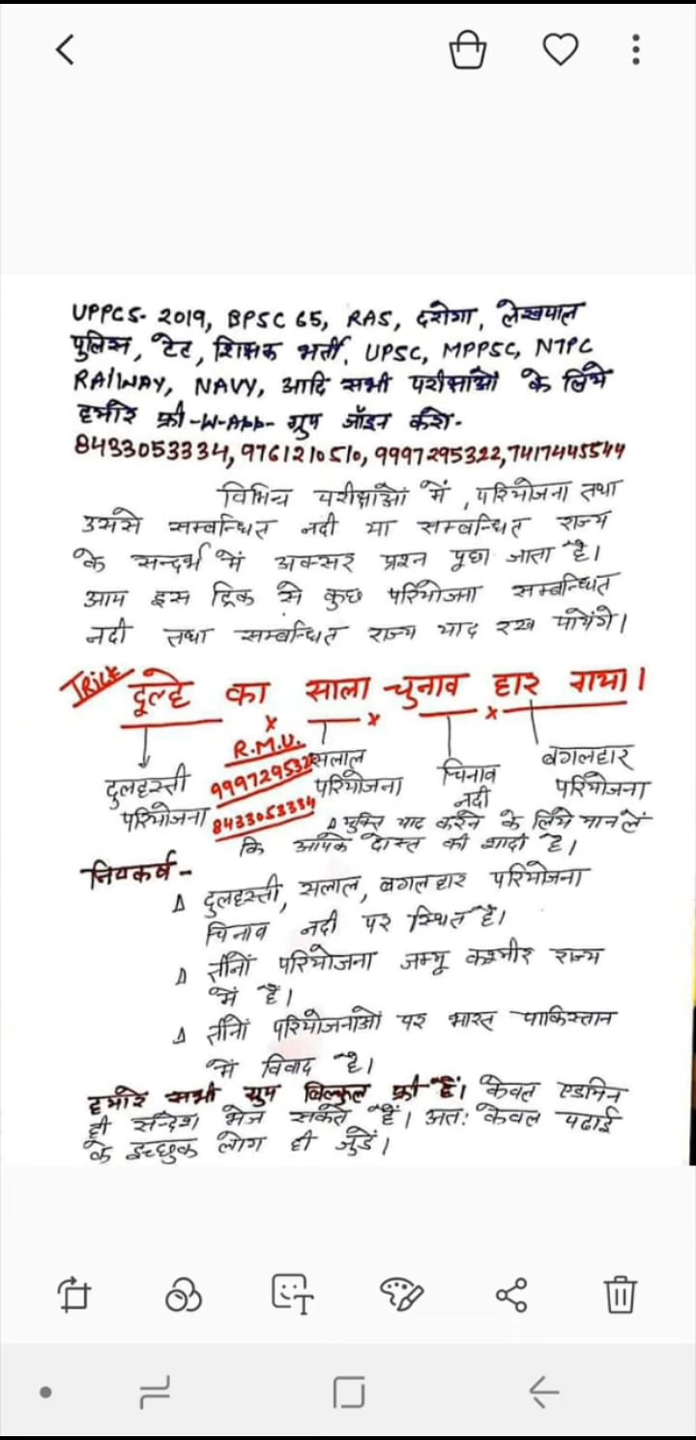 UPPCS- 2019, BPSC 65, RAS, दरोगा, लेखपाल
पुलिस, टेट, शिक्षक भर्ती, UPSC, MPPSC, NTPC
RAIlWAY, NAVY, आदि सभी परीक्षाओं के लिये
हमारे फ्री-W-App- ग्रुप जॉइन करें-
8433053334, 9761210510, 9997295322, 7417445544
विभिन्न परीक्षाओं में, परियोजना तथा
उससे सम्बन्धित नदी या सम्बन्धित राज्य
के सन्दर्भ में अक्सर प्रश्न पूछा जाता है।
आप इस ट्रिक से कुछ परियोजना सम्बन्धित
नदी तथा सम्बन्धित राज्य याद रख पायेंगे।
TRICK दूल्हे का साला चुनाव हार गया।
R.M.U.
999729532
8433053334
दुलहस्ती
परियोजना
सलाल
परियोजना
चिनाव
नदी
बगलहार
परियोजना
Δ युक्ति याद करने के लिये मान लें
कि आपके दोस्त की शादी है।
निष्कर्ष -
Δ दुलहस्ती, सलाल, बगलहार परियोजना
चिनाव नदी पर स्थित हैं।
Δ तीनों परियोजना जम्मू कश्मीर राज्य
में हैं।
Δ तीनों परियोजनाओं पर भारत पाकिस्तान
में विवाद है।
हमारे सभी ग्रुप बिल्कुल फ्री हैं। केवल एडमिन
ही सन्देश भेज सकते हैं। अतः केवल पढाई
के इच्छुक लोग ही जुड़ें।
T